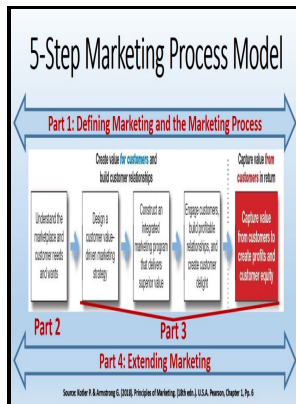 5-Step Marketing Process Model
Part 1: Defining Marketing and the Marketing Process
Create value for customers and
build customer relationships
Capture value from
customers in return
Understand the
marketplace and
customer needs
and wants
Design a
customer value-
driven marketing
strategy
Construct an
integrated
marketing program
that delivers
superior value
Engage customers,
build profitable
relationships, and
create customer
delight
Capture value
from customers to
create profits and
customer equity
Part 2
Part 3
Part 4: Extending Marketing
Source: Kotler P. & Armstrong G. (2018). Principles of Marketing. (18th edn.). U.S.A. Pearson, Chapter 1, Pp. 6